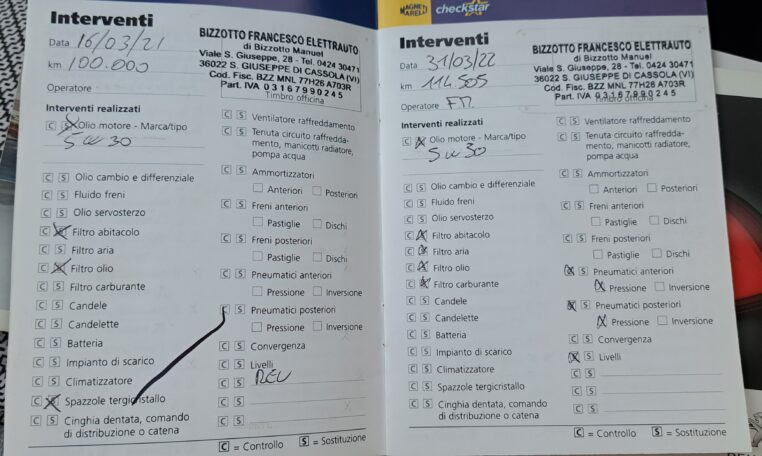 Interventi
Data 16/03/21
km 100.000
Operatore
BIZZOTTO FRANCESCO ELETTRAUTO
di Bizzotto Manuel
Viale S. Giuseppe, 28 - Tel. 0424 30471
36022 S. GIUSEPPE DI CASSOLA (VI)
Cod. Fisc. BZZ MNL 77H26 A703R
Part. IVA 03167990245
Timbro officina
Interventi realizzati
C S Olio motore - Marca/tipo
5W30
C S Olio cambio e differenziale
C S Fluido freni
C S Olio servosterzo
C S Filtro abitacolo
C S Filtro aria
C S Filtro olio
C S Filtro carburante
C S Candele
C S Candelette
C S Batteria
C S Impianto di scarico
C S Climatizzatore
C S Spazzole tergicristallo
C S Cinghia dentata, comando
di distribuzione o catena
C S Ventilatore raffreddamento
C S Tenuta circuito raffredda-
mento, manicotti radiatore,
pompa acqua
C S Ammortizzatori
Anteriori Posteriori
C S Freni anteriori
Pastiglie Dischi
C S Freni posteriori
Pastiglie Dischi
C S Pneumatici anteriori
Pressione Inversione
C S Pneumatici posteriori
Pressione Inversione
C S Convergenza
C S Livelli
C S REV
C S
C S
C = Controllo S = Sostituzione
MAGNETI
MARELLI
checkstar
Interventi
Data 31/03/22
km 114.505
Operatore
BIZZOTTO FRANCESCO ELETTRAUTO
di Bizzotto Manuel
Viale S. Giuseppe, 28 - Tel. 0424 30471
36022 S. GIUSEPPE DI CASSOLA (VI)
Cod. Fisc. BZZ MNL 77H26 A703R
Part. IVA 03167990245
Timbro officina
Interventi realizzati
C Olio motore - Marca/tipo
5W30
C S Olio cambio e differenziale
C S Fluido freni
C S Olio servosterzo
C Filtro abitacolo
C Filtro aria
C Filtro olio
C Filtro carburante
C S Candele
C S Candelette
C S Batteria
C S Impianto di scarico
C S Climatizzatore
C S Spazzole tergicristallo
C S Cinghia dentata, comando
di distribuzione o catena
C S Ventilatore raffreddamento
C S Tenuta circuito raffredda-
mento, manicotti radiatore,
pompa acqua
C S Ammortizzatori
Anteriori Posteriori
C S Freni anteriori
Pastiglie Dischi
C S Freni posteriori
Pastiglie Dischi
S Pneumatici anteriori
Pressione Inversione
S Pneumatici posteriori
Pressione Inversione
C S Convergenza
S Livelli
C S
C S
C S
C = Controllo S = Sostituzione